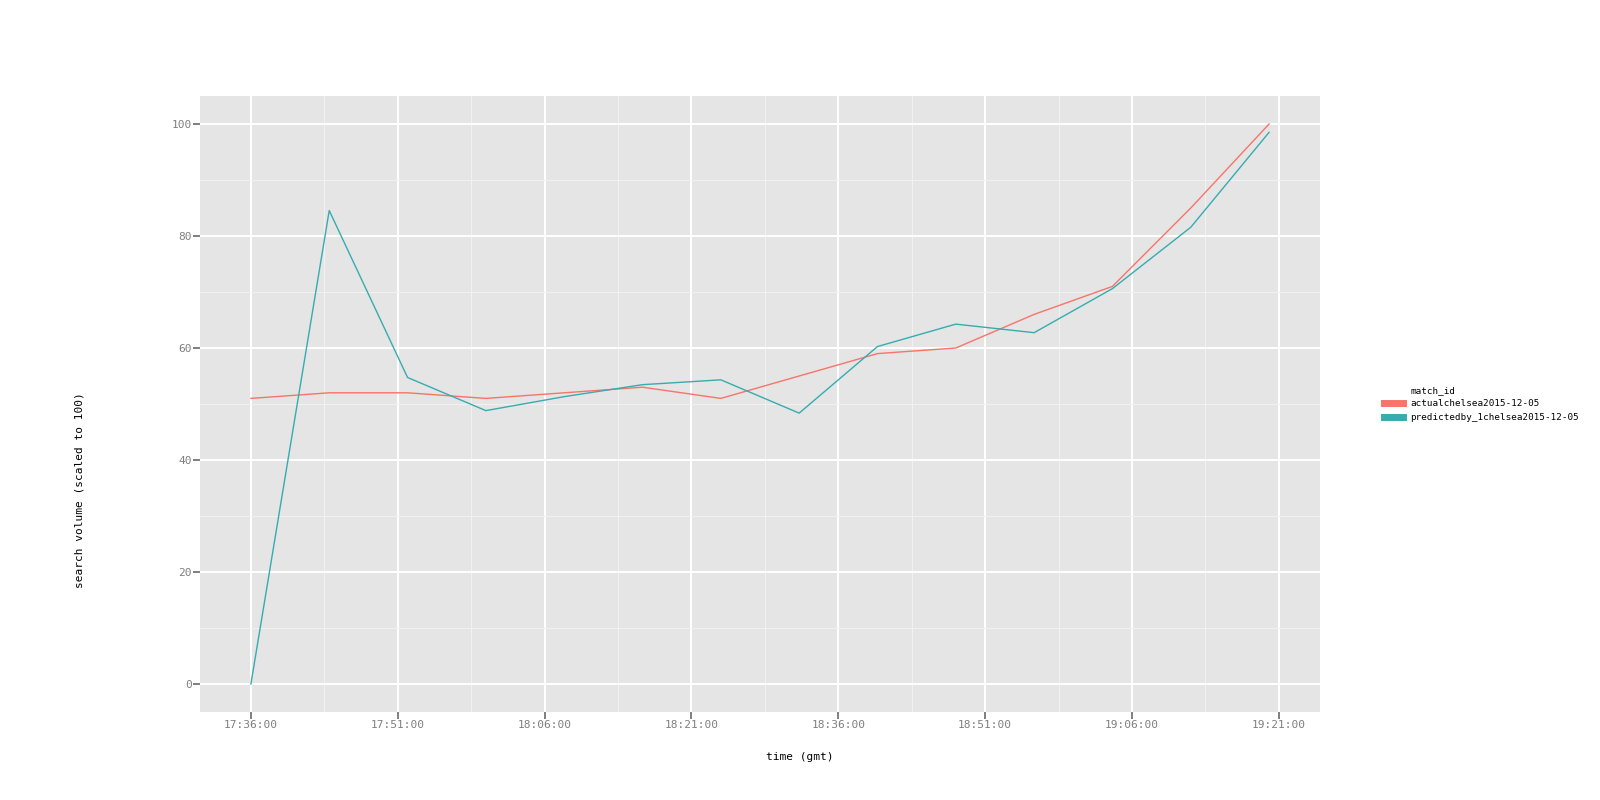 100
80
60
40
20
0
search volume (scaled to 100)
17:36:00 17:51:00 18:06:00 18:21:00 18:36:00 18:51:00 19:06:00 19:21:00
time (gmt)
match_id
actualchelsea2015-12-05
predictedby_1chelsea2015-12-05